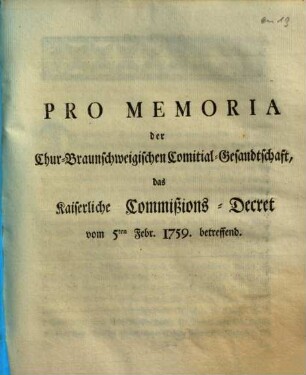 PRO MEMORIA
der
Chur-Braunschweigischen Comitial-Gesandtschaft,
das
Kaiserliche Commißions-Decret
vom 5ten Febr. 1759. betreffend.